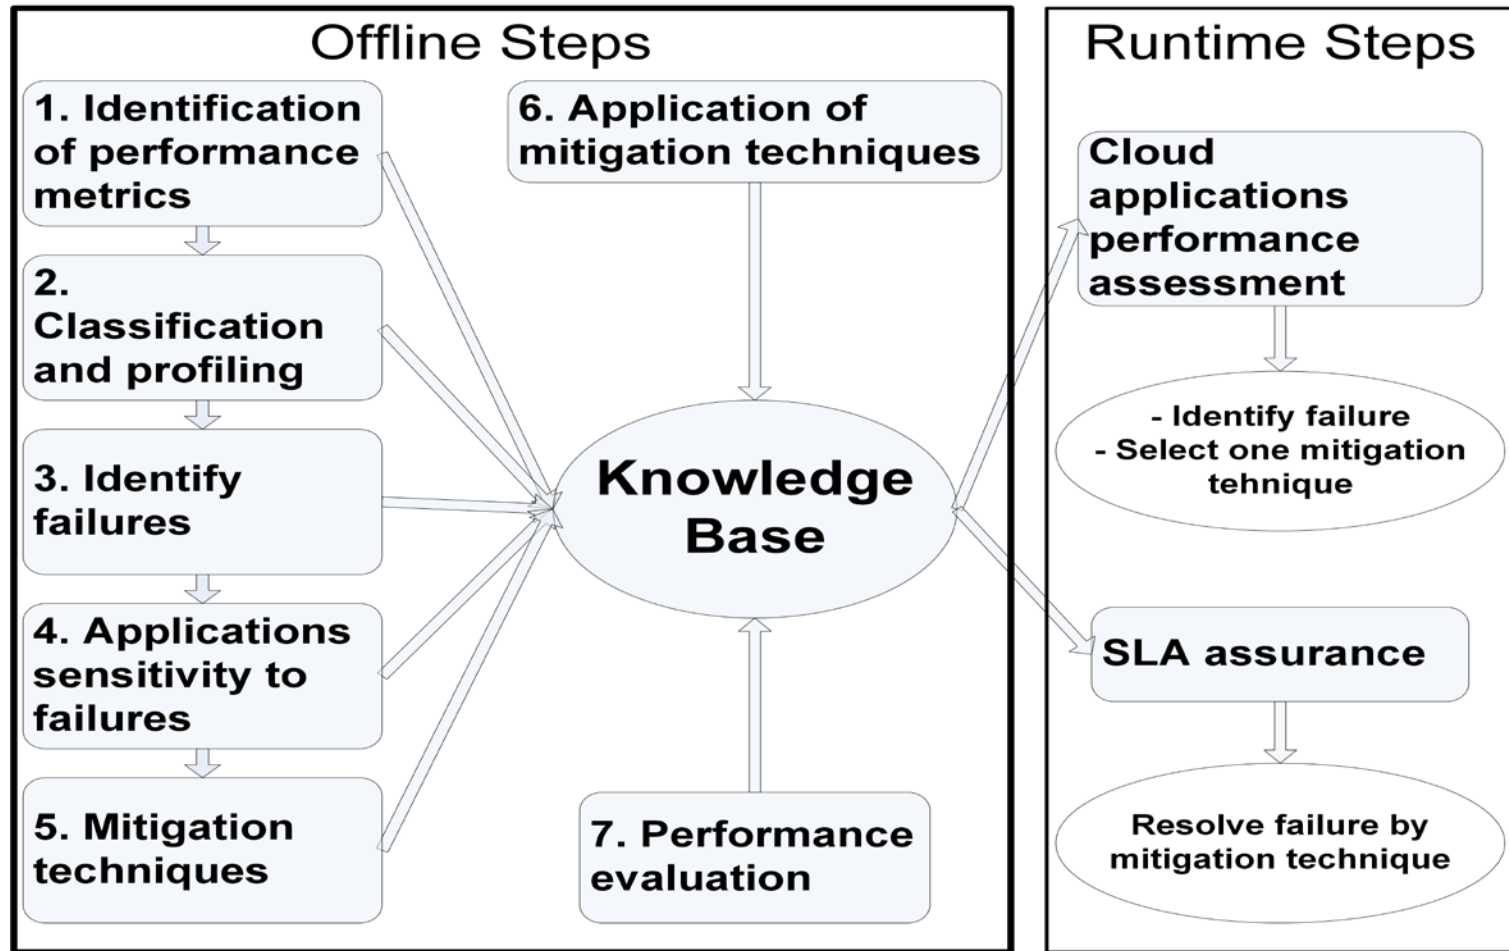 Offline Steps
1. Identification
of performance
metrics
2.
Classification
and profiling
3. Identify
failures
4. Applications
sensitivity to
failures
5. Mitigation
techniques
6. Application of
mitigation techniques
Knowledge
Base
7. Performance
evaluation
Runtime Steps
Cloud
applications
performance
assessment
- Identify failure
- Select one mitigation
tehnique
SLA assurance
Resolve failure by
mitigation technique